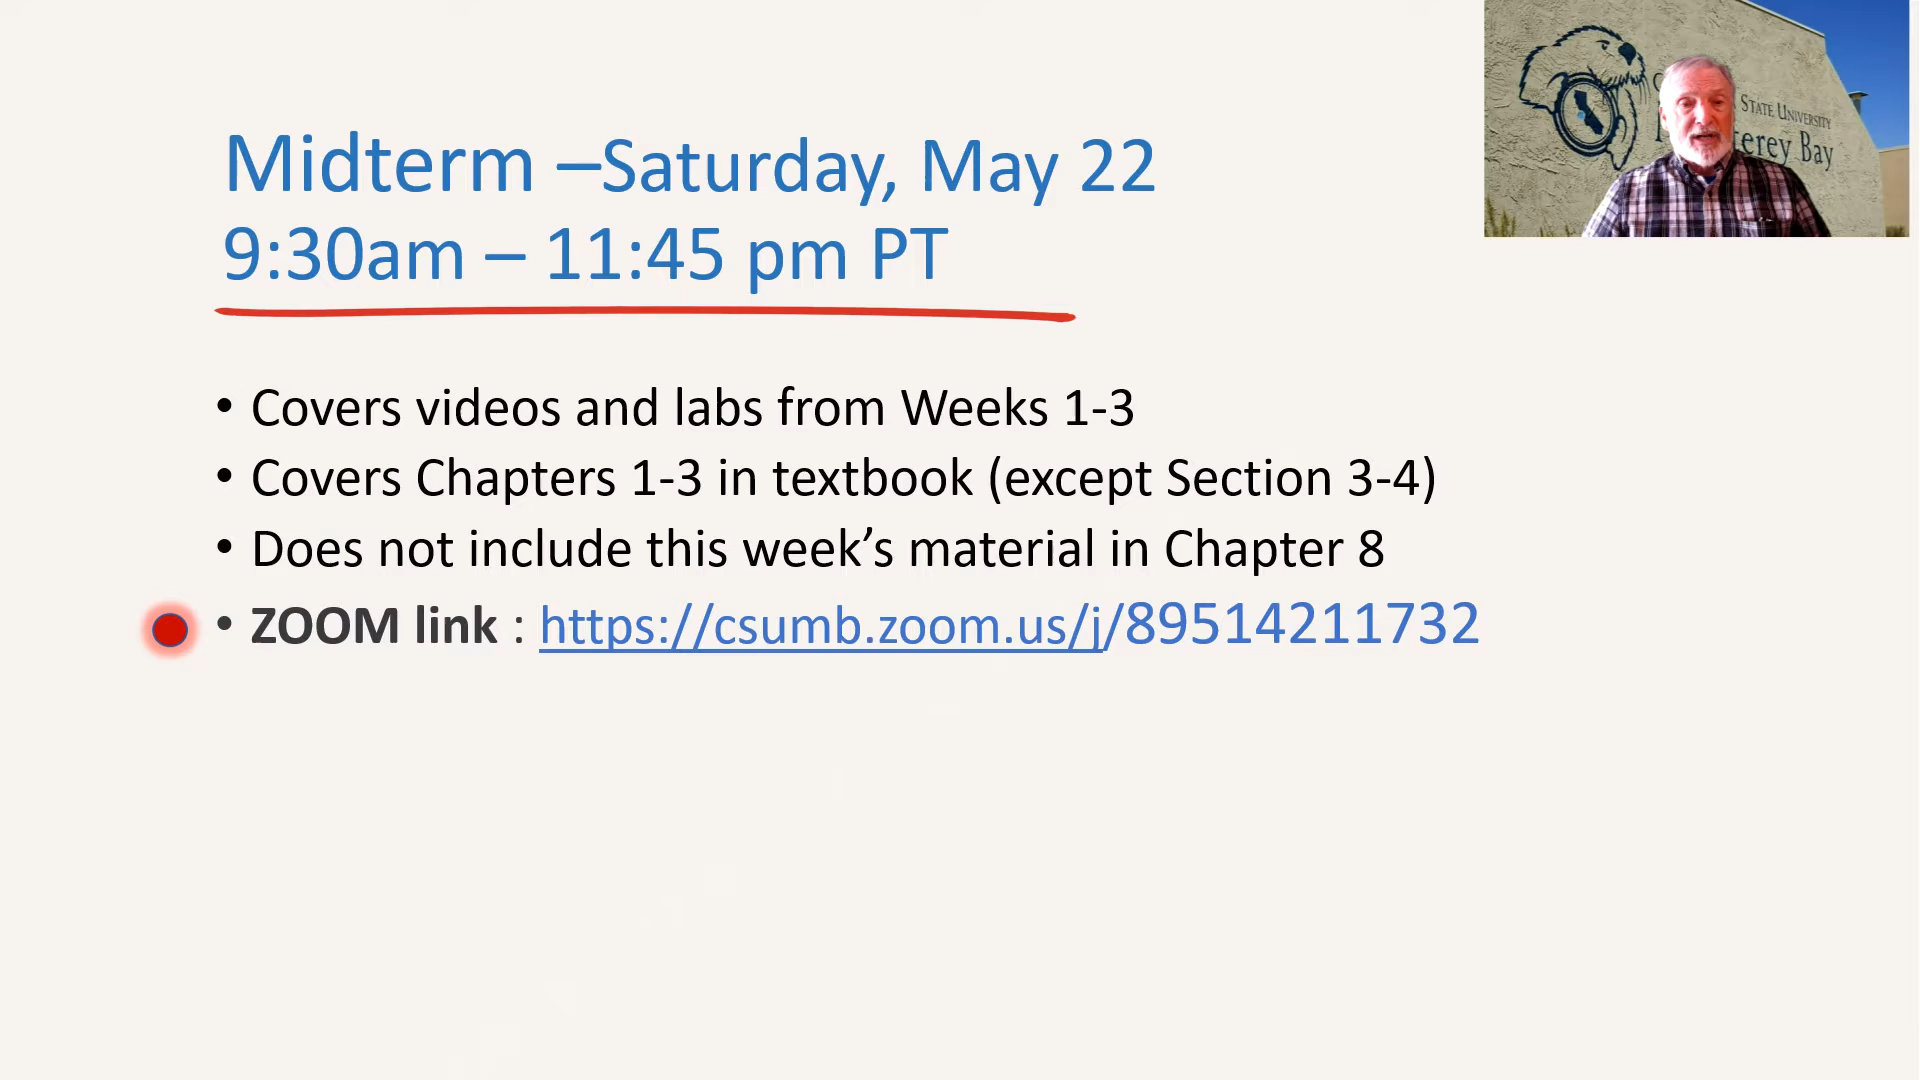 Midterm –Saturday, May 22
9:30am – 11:45 pm PT
• Covers videos and labs from Weeks 1-3
• Covers Chapters 1-3 in textbook (except Section 3-4)
• Does not include this week’s material in Chapter 8
• ZOOM link : https://csumb.zoom.us/j/89514211732
STATE UNIVERSITY
erey Bay